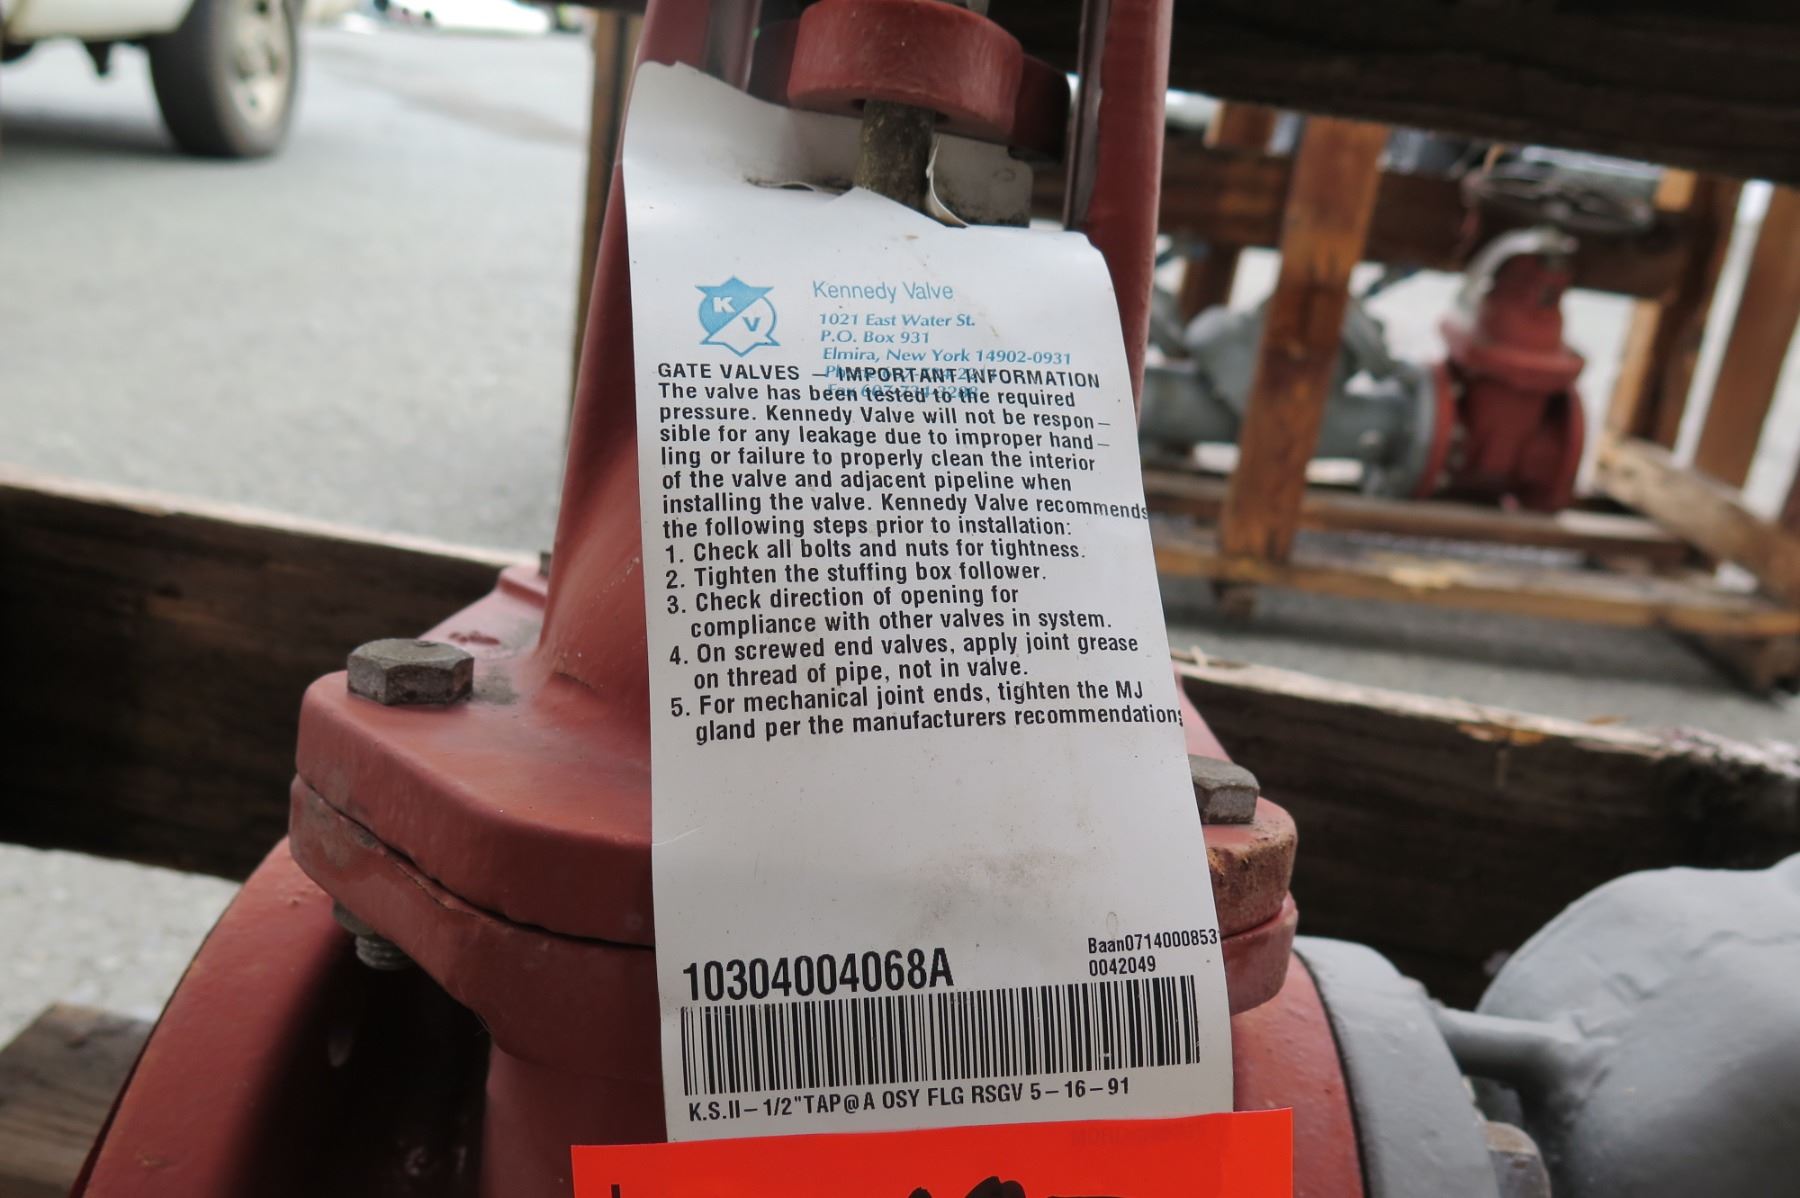 K
V
Kennedy Valve
1021 East Water St.
P.O. Box 931
Elmira, New York 14902-0931
GATE VALVES – IMPORTANT INFORMATION
The valve has been tested to the required
pressure. Kennedy Valve will not be respon–
sible for any leakage due to improper hand–
ling or failure to properly clean the interior
of the valve and adjacent pipeline when
installing the valve. Kennedy Valve recommends
the following steps prior to installation:
1. Check all bolts and nuts for tightness.
2. Tighten the stuffing box follower.
3. Check direction of opening for
compliance with other valves in system.
4. On screwed end valves, apply joint grease
on thread of pipe, not in valve.
5. For mechanical joint ends, tighten the MJ
gland per the manufacturers recommendations
10304004068A
Baan0714000853
0042049
K.S.II–1/2"TAP@A OSY FLG RSGV 5–16–91